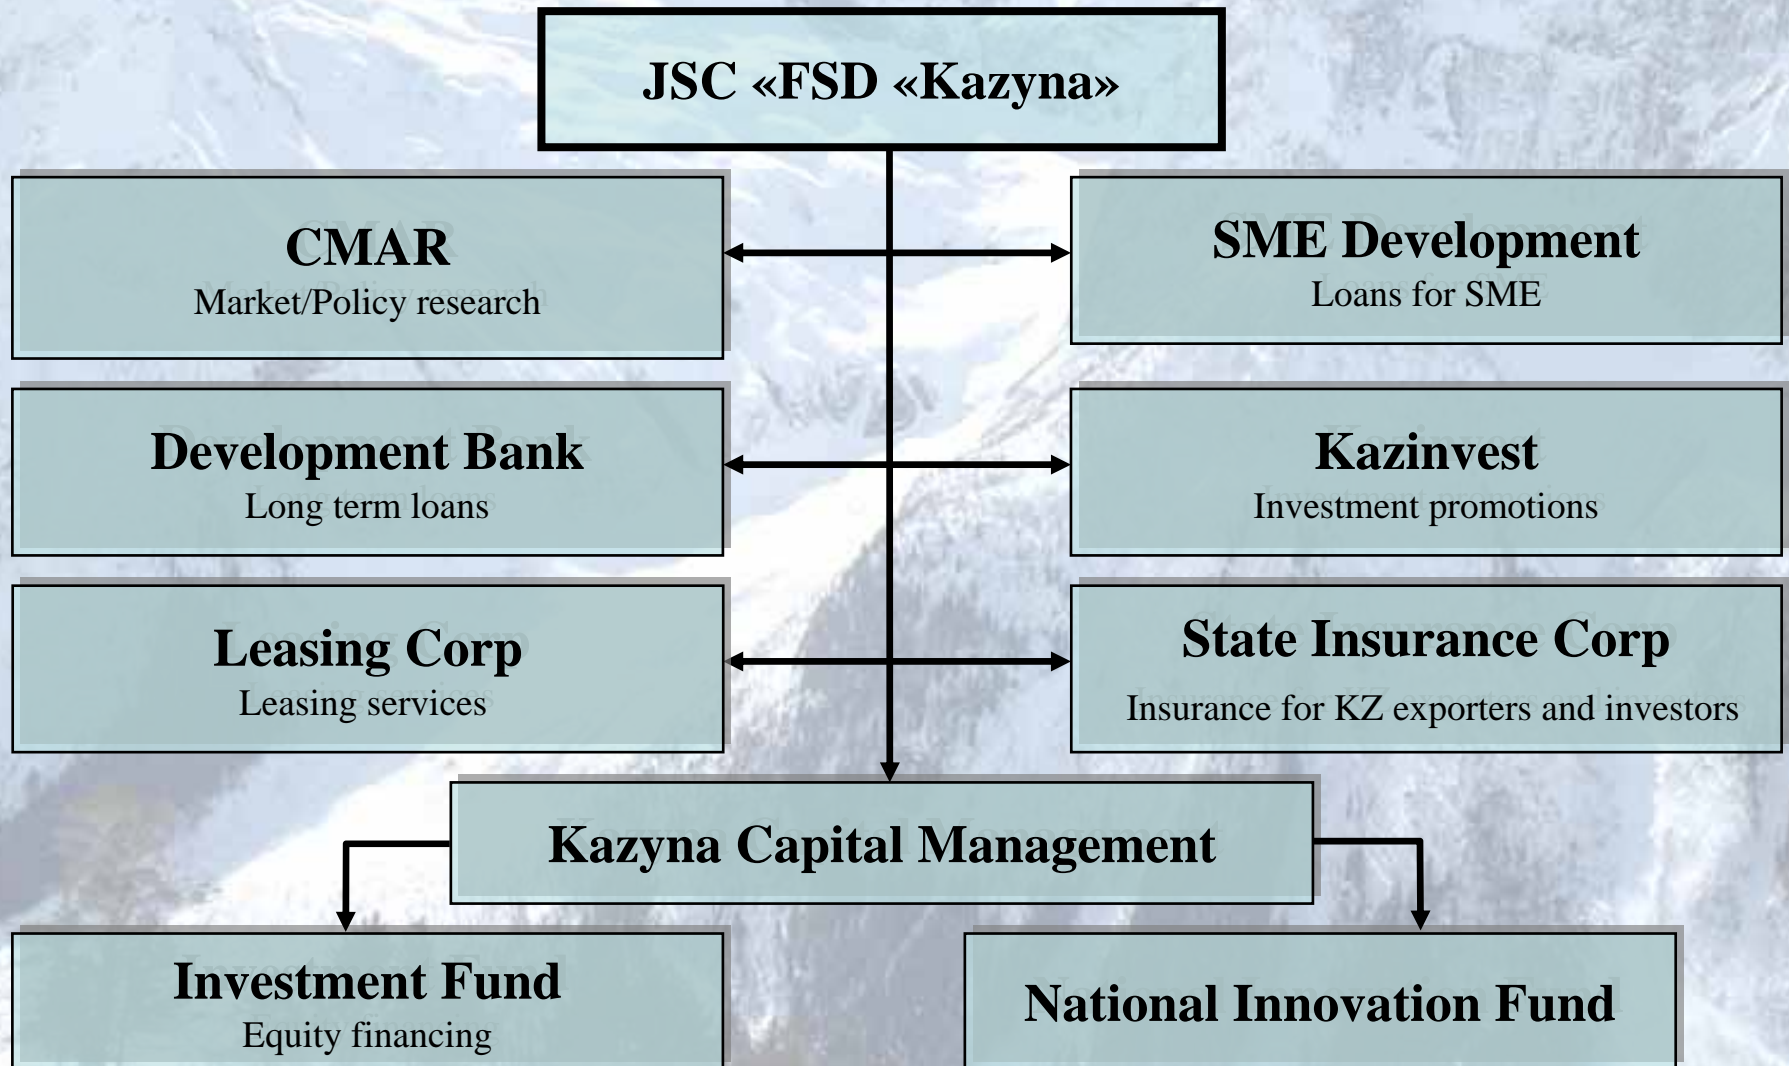 JSC «FSD «Kazyna»
CMAR
Market/Policy research
SME Development
Loans for SME
Development Bank
Long term loans
Kazinvest
Investment promotions
Leasing Corp
Leasing services
State Insurance Corp
Insurance for KZ exporters and investors
Kazyna Capital Management
Investment Fund
Equity financing
National Innovation Fund